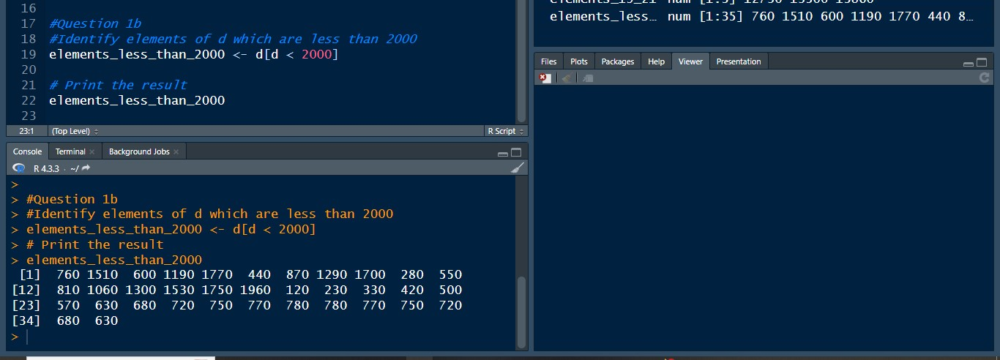 16
17 #Question 1b
18 #Identify elements of d which are less than 2000
19 elements_less_than_2000 <- d[d < 2000]
20
21 # Print the result
22 elements_less_than_2000
23
23:1 (Top Level) R Script
Console Terminal Background Jobs
R 4.3.3 · ~/
>
> #Question 1b
> #Identify elements of d which are less than 2000
> elements_less_than_2000 <- d[d < 2000]
> # Print the result
> elements_less_than_2000
[1] 760 1510 600 1190 1770 440 870 1290 1700 280 550
[12] 810 1060 1300 1530 1750 1960 120 230 330 420 500
[23] 570 630 680 720 750 770 780 780 770 750 720
[34] 680 630
>
elements_less… num [1:35] 760 1510 600 1190 1770 440 8…
Files Plots Packages Help Viewer Presentation